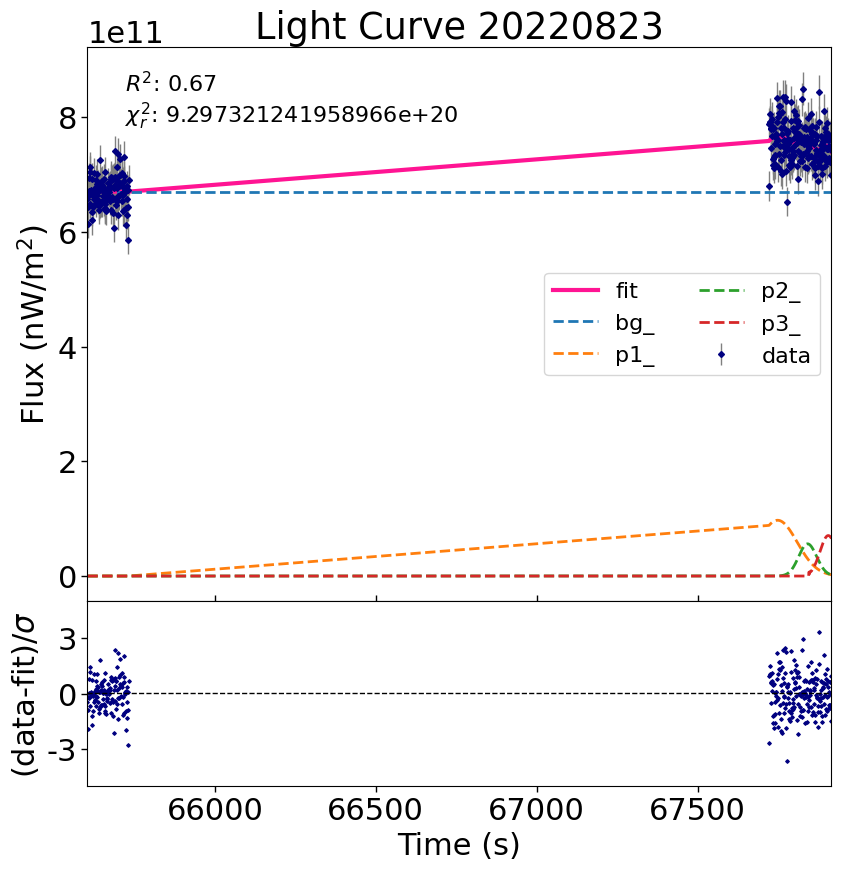 Light Curve 20220823
1e11
R²: 0.67
χ²ᵣ: 9.297321241958966e+20
8
6
4
2
0
Flux (nW/m²)
fit
bg_
p1_
p2_
p3_
data
3
0
-3
(data-fit)/σ
66000 66500 67000 67500
Time (s)